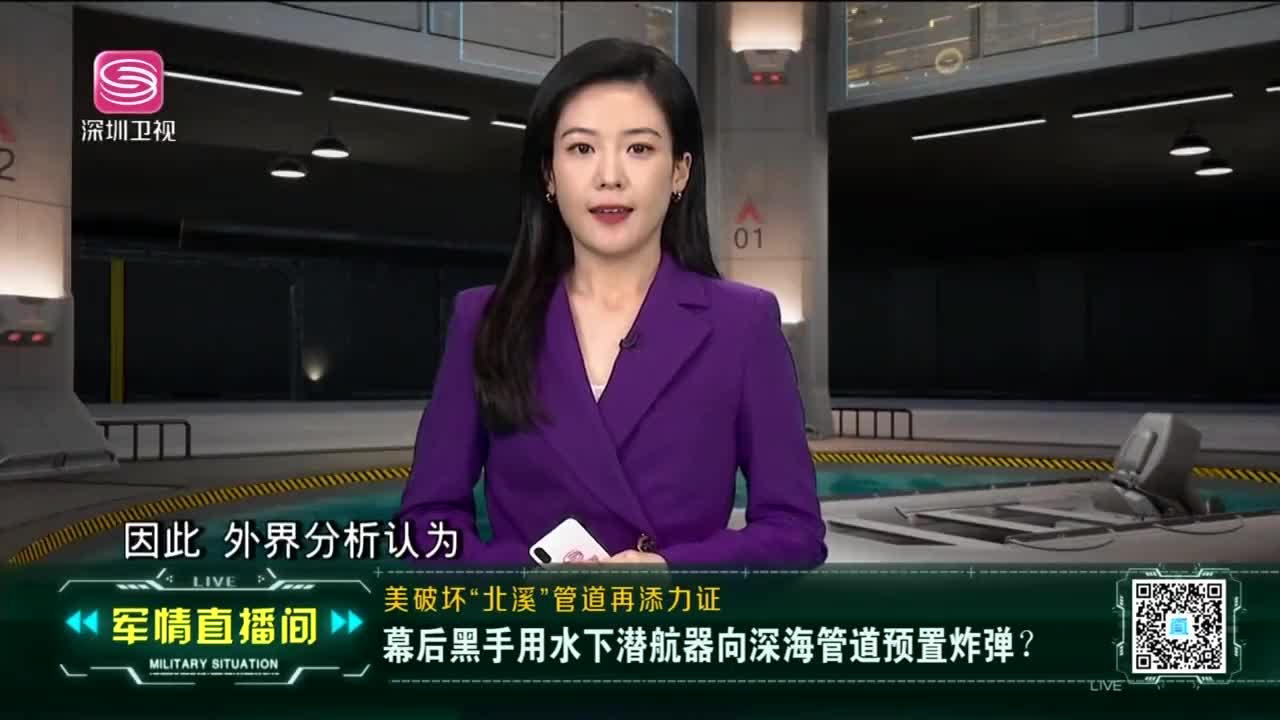 深圳卫视
2
01
因此 外界分析认为
LIVE
军情直播间
MILITARY SITUATION
美破坏“北溪”管道再添力证
幕后黑手用水下潜航器向深海管道预置炸弹？
LIVE